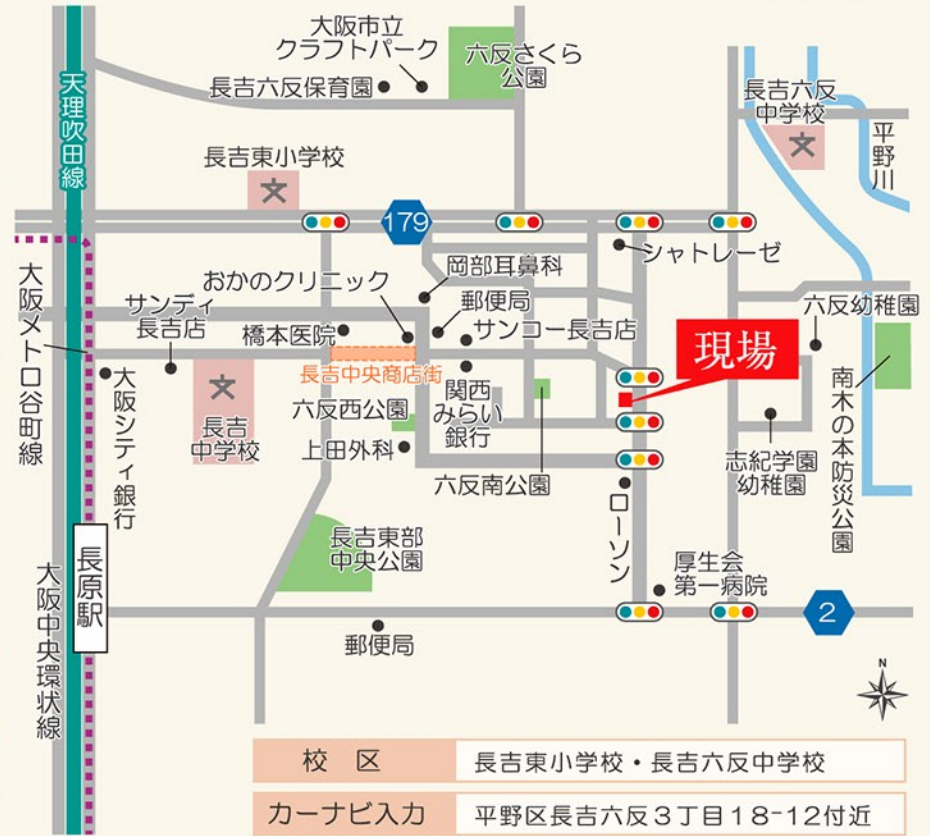 大阪市立
クラフトパーク
六反さくら
公園
長吉六反保育園
天理吹田線
長吉六反
中学校
平野川
長吉東小学校
文
文
179
シャトレーゼ
岡部耳鼻科
おかのクリニック
郵便局
大阪メトロ谷町線
サンディ
長吉店
橋本医院
サンコー長吉店
六反幼稚園
現場
長吉中央商店街
文
大阪シティ銀行
長吉
中学校
六反西公園
関西
みらい
銀行
上田外科
六反南公園
志紀学園
幼稚園
南木の本防災公園
ローソン
長吉東部
中央公園
長原駅
大阪中央環状線
厚生会
第一病院
2
郵便局
N
校区
長吉東小学校・長吉六反中学校
カーナビ入力
平野区長吉六反3丁目18-12付近